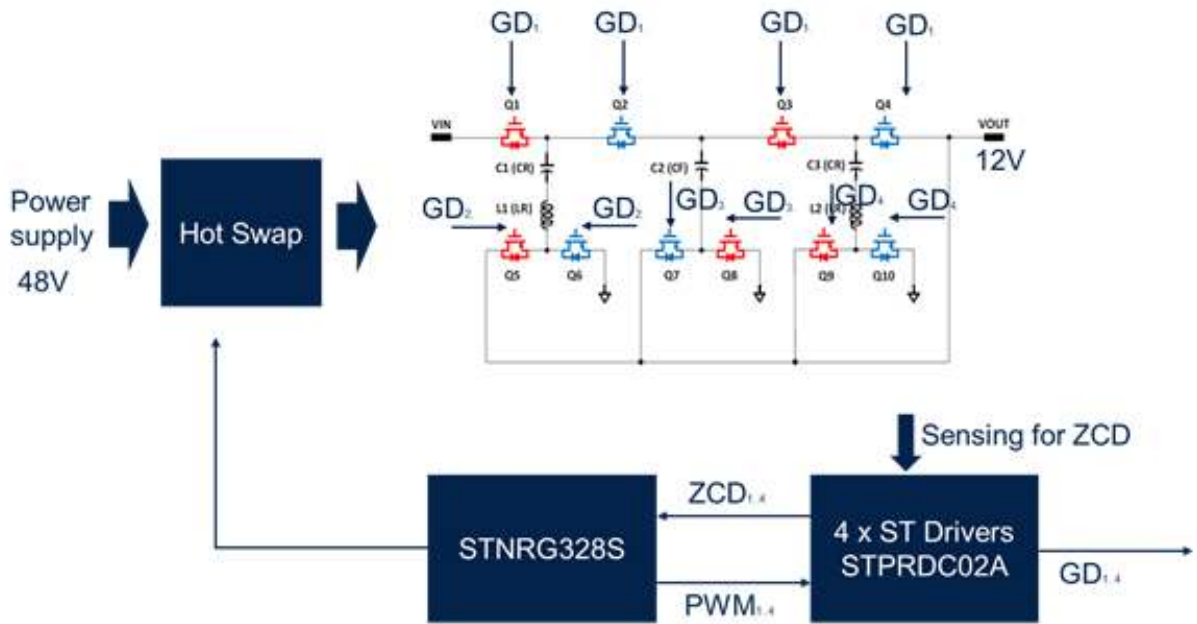 GD1 GD1 GD1 GD1
Q1 Q2 Q3 Q4
VIN VOUT
12V
C1 (CR) C2 (CF) C3 (CR)
Power
supply
48V
Hot Swap
L1 (LR) L2 (LR)
GD2 GD2 GD3 GD3 GD4 GD4
Q5 Q6 Q7 Q8 Q9 Q10
Sensing for ZCD
STNRG328S
ZCD1..4
PWM1..4
4 x ST Drivers
STPRDC02A
GD1..4